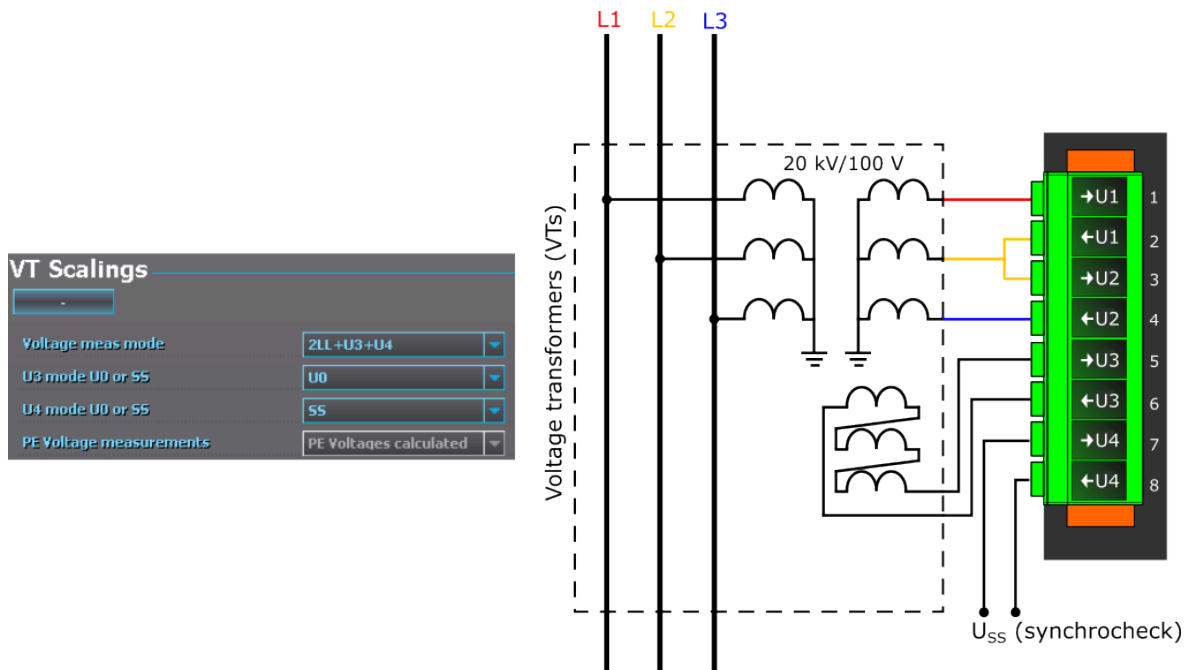 VT Scalings
-
Voltage meas mode
2LL+U3+U4
U3 mode U0 or SS
U0
U4 mode U0 or SS
SS
PE Voltage measurements
PE Voltages calculated
L1 L2 L3
Voltage transformers (VTs)
20 kV/100 V
→U1 1
←U1 2
→U2 3
←U2 4
→U3 5
←U3 6
→U4 7
←U4 8
USS (synchrocheck)